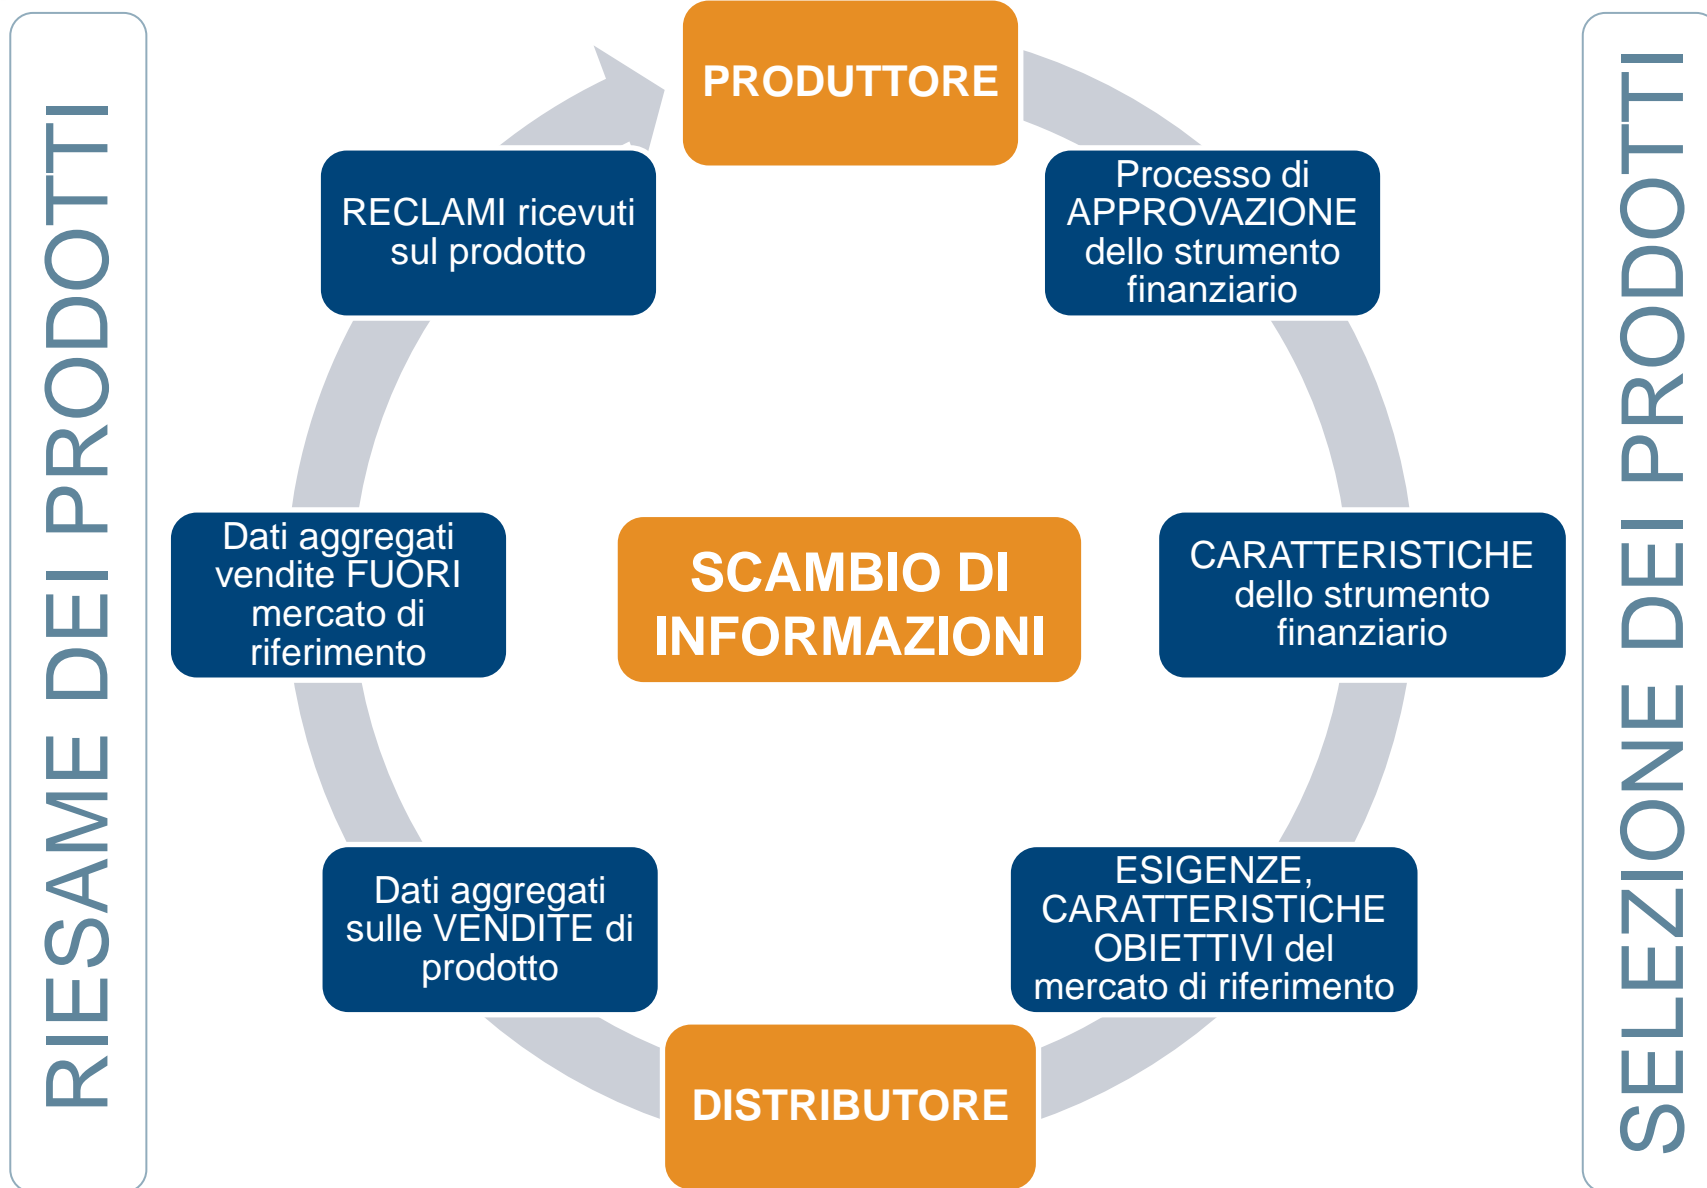 RIESAME DEI PRODOTTI
PRODUTTORE
Processo di
APPROVAZIONE
dello strumento
finanziario
CARATTERISTICHE
dello strumento
finanziario
ESIGENZE,
CARATTERISTICHE
OBIETTIVI del
mercato di riferimento
DISTRIBUTORE
Dati aggregati
sulle VENDITE di
prodotto
Dati aggregati
vendite FUORI
mercato di
riferimento
RECLAMI ricevuti
sul prodotto
SCAMBIO DI
INFORMAZIONI
SELEZIONE DEI PRODOTTI